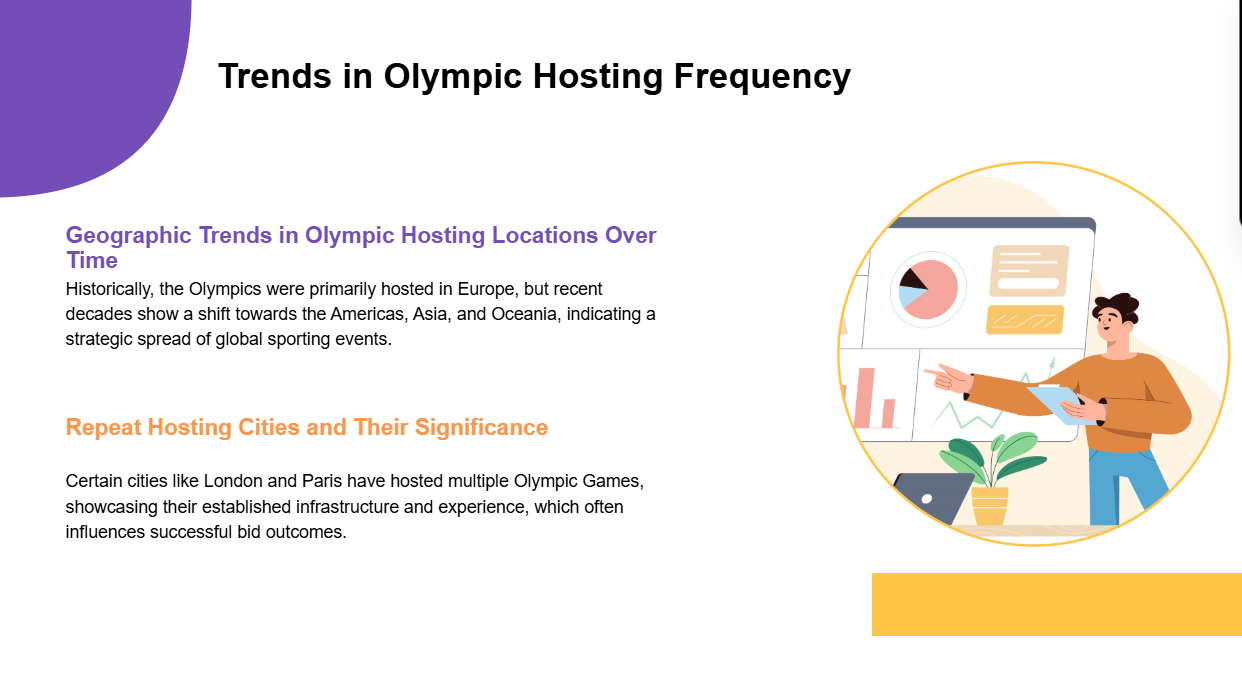 Trends in Olympic Hosting Frequency
Geographic Trends in Olympic Hosting Locations Over
Time
Historically, the Olympics were primarily hosted in Europe, but recent
decades show a shift towards the Americas, Asia, and Oceania, indicating a
strategic spread of global sporting events.
Repeat Hosting Cities and Their Significance
Certain cities like London and Paris have hosted multiple Olympic Games,
showcasing their established infrastructure and experience, which often
influences successful bid outcomes.